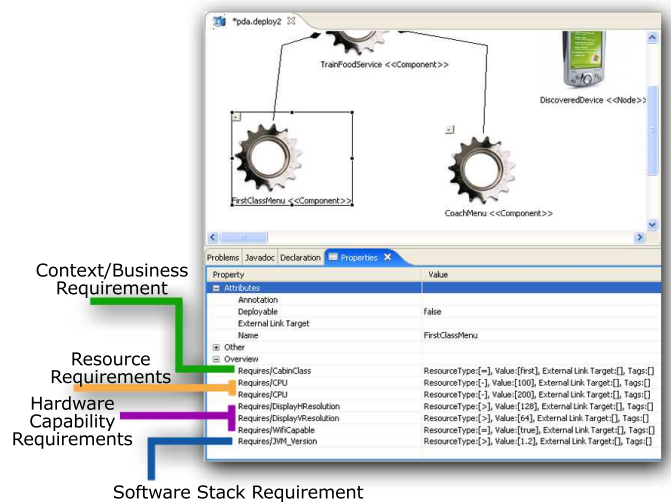 *pda.deploy2
TrainFoodService <<Component>>
DiscoveredDevice <<Node>>
FirstClassMenu <<Component>>
CoachMenu <<Component>>
Problems Javadoc Declaration Properties
Property Value
Attributes
Annotation
Deployable false
External Link Target
Name FirstClassMenu
Other
Overview
Requires/CabinClass ResourceType:[=], Value:[first], External Link Target:[], Tags:[]
Requires/CPU ResourceType:[-], Value:[100], External Link Target:[], Tags:[]
Requires/CPU ResourceType:[-], Value:[200], External Link Target:[], Tags:[]
Requires/DisplayHResolution ResourceType:[>], Value:[128], External Link Target:[], Tags:[]
Requires/DisplayVResolution ResourceType:[>], Value:[64], External Link Target:[], Tags:[]
Requires/WifiCapable ResourceType:[=], Value:[true], External Link Target:[], Tags:[]
Requires/JVM_Version ResourceType:[>], Value:[1.2], External Link Target:[], Tags:[]
Context/Business
Requirement
Resource
Requirements
Hardware
Capability
Requirements
Software Stack Requirement